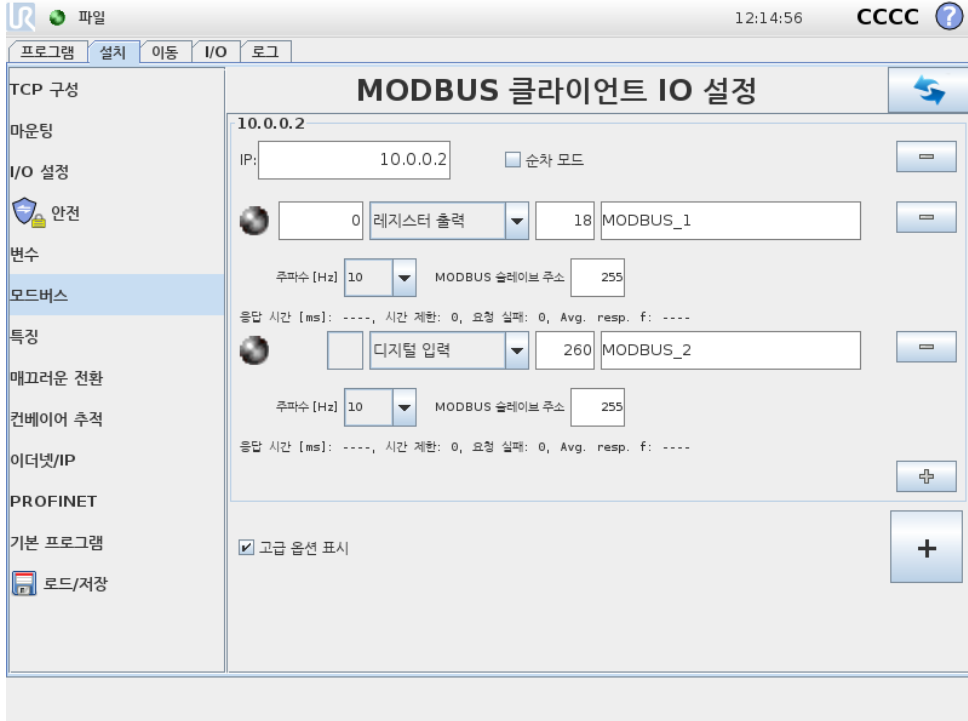 UR 파일 12:14:56 CCCC ?
프로그램 설치 이동 I/O 로그
TCP 구성
마운팅
I/O 설정
안전
변수
모드버스
특징
매끄러운 전환
컨베이어 추적
이더넷/IP
PROFINET
기본 프로그램
로드/저장
MODBUS 클라이언트 IO 설정
10.0.0.2
IP: 10.0.0.2 순차 모드
0 레지스터 출력 18 MODBUS_1
주파수 [Hz] 10 MODBUS 슬레이브 주소 255
응답 시간 [ms]: ----, 시간 제한: 0, 요청 실패: 0, Avg. resp. f: ----
디지털 입력 260 MODBUS_2
주파수 [Hz] 10 MODBUS 슬레이브 주소 255
응답 시간 [ms]: ----, 시간 제한: 0, 요청 실패: 0, Avg. resp. f: ----
고급 옵션 표시